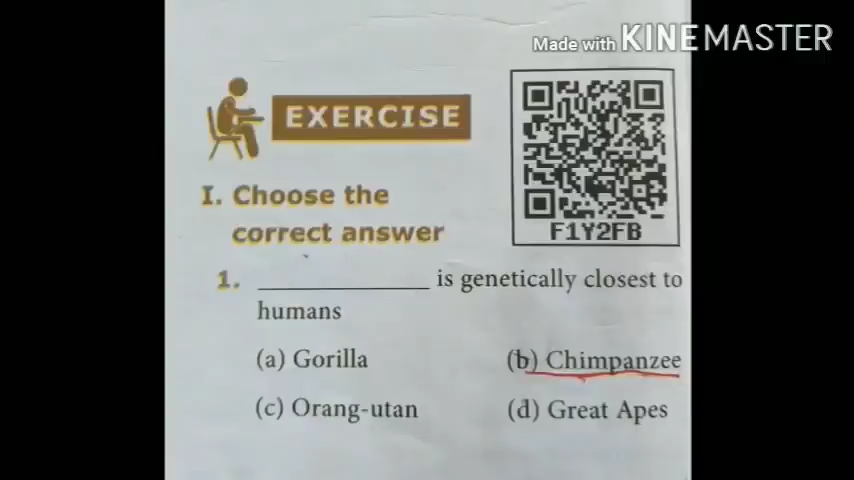 Made with KINEMASTER
EXERCISE
F1Y2FB
I. Choose the
correct answer
1. ____________ is genetically closest to
humans
(a) Gorilla (b) Chimpanzee
(c) Orang-utan (d) Great Apes